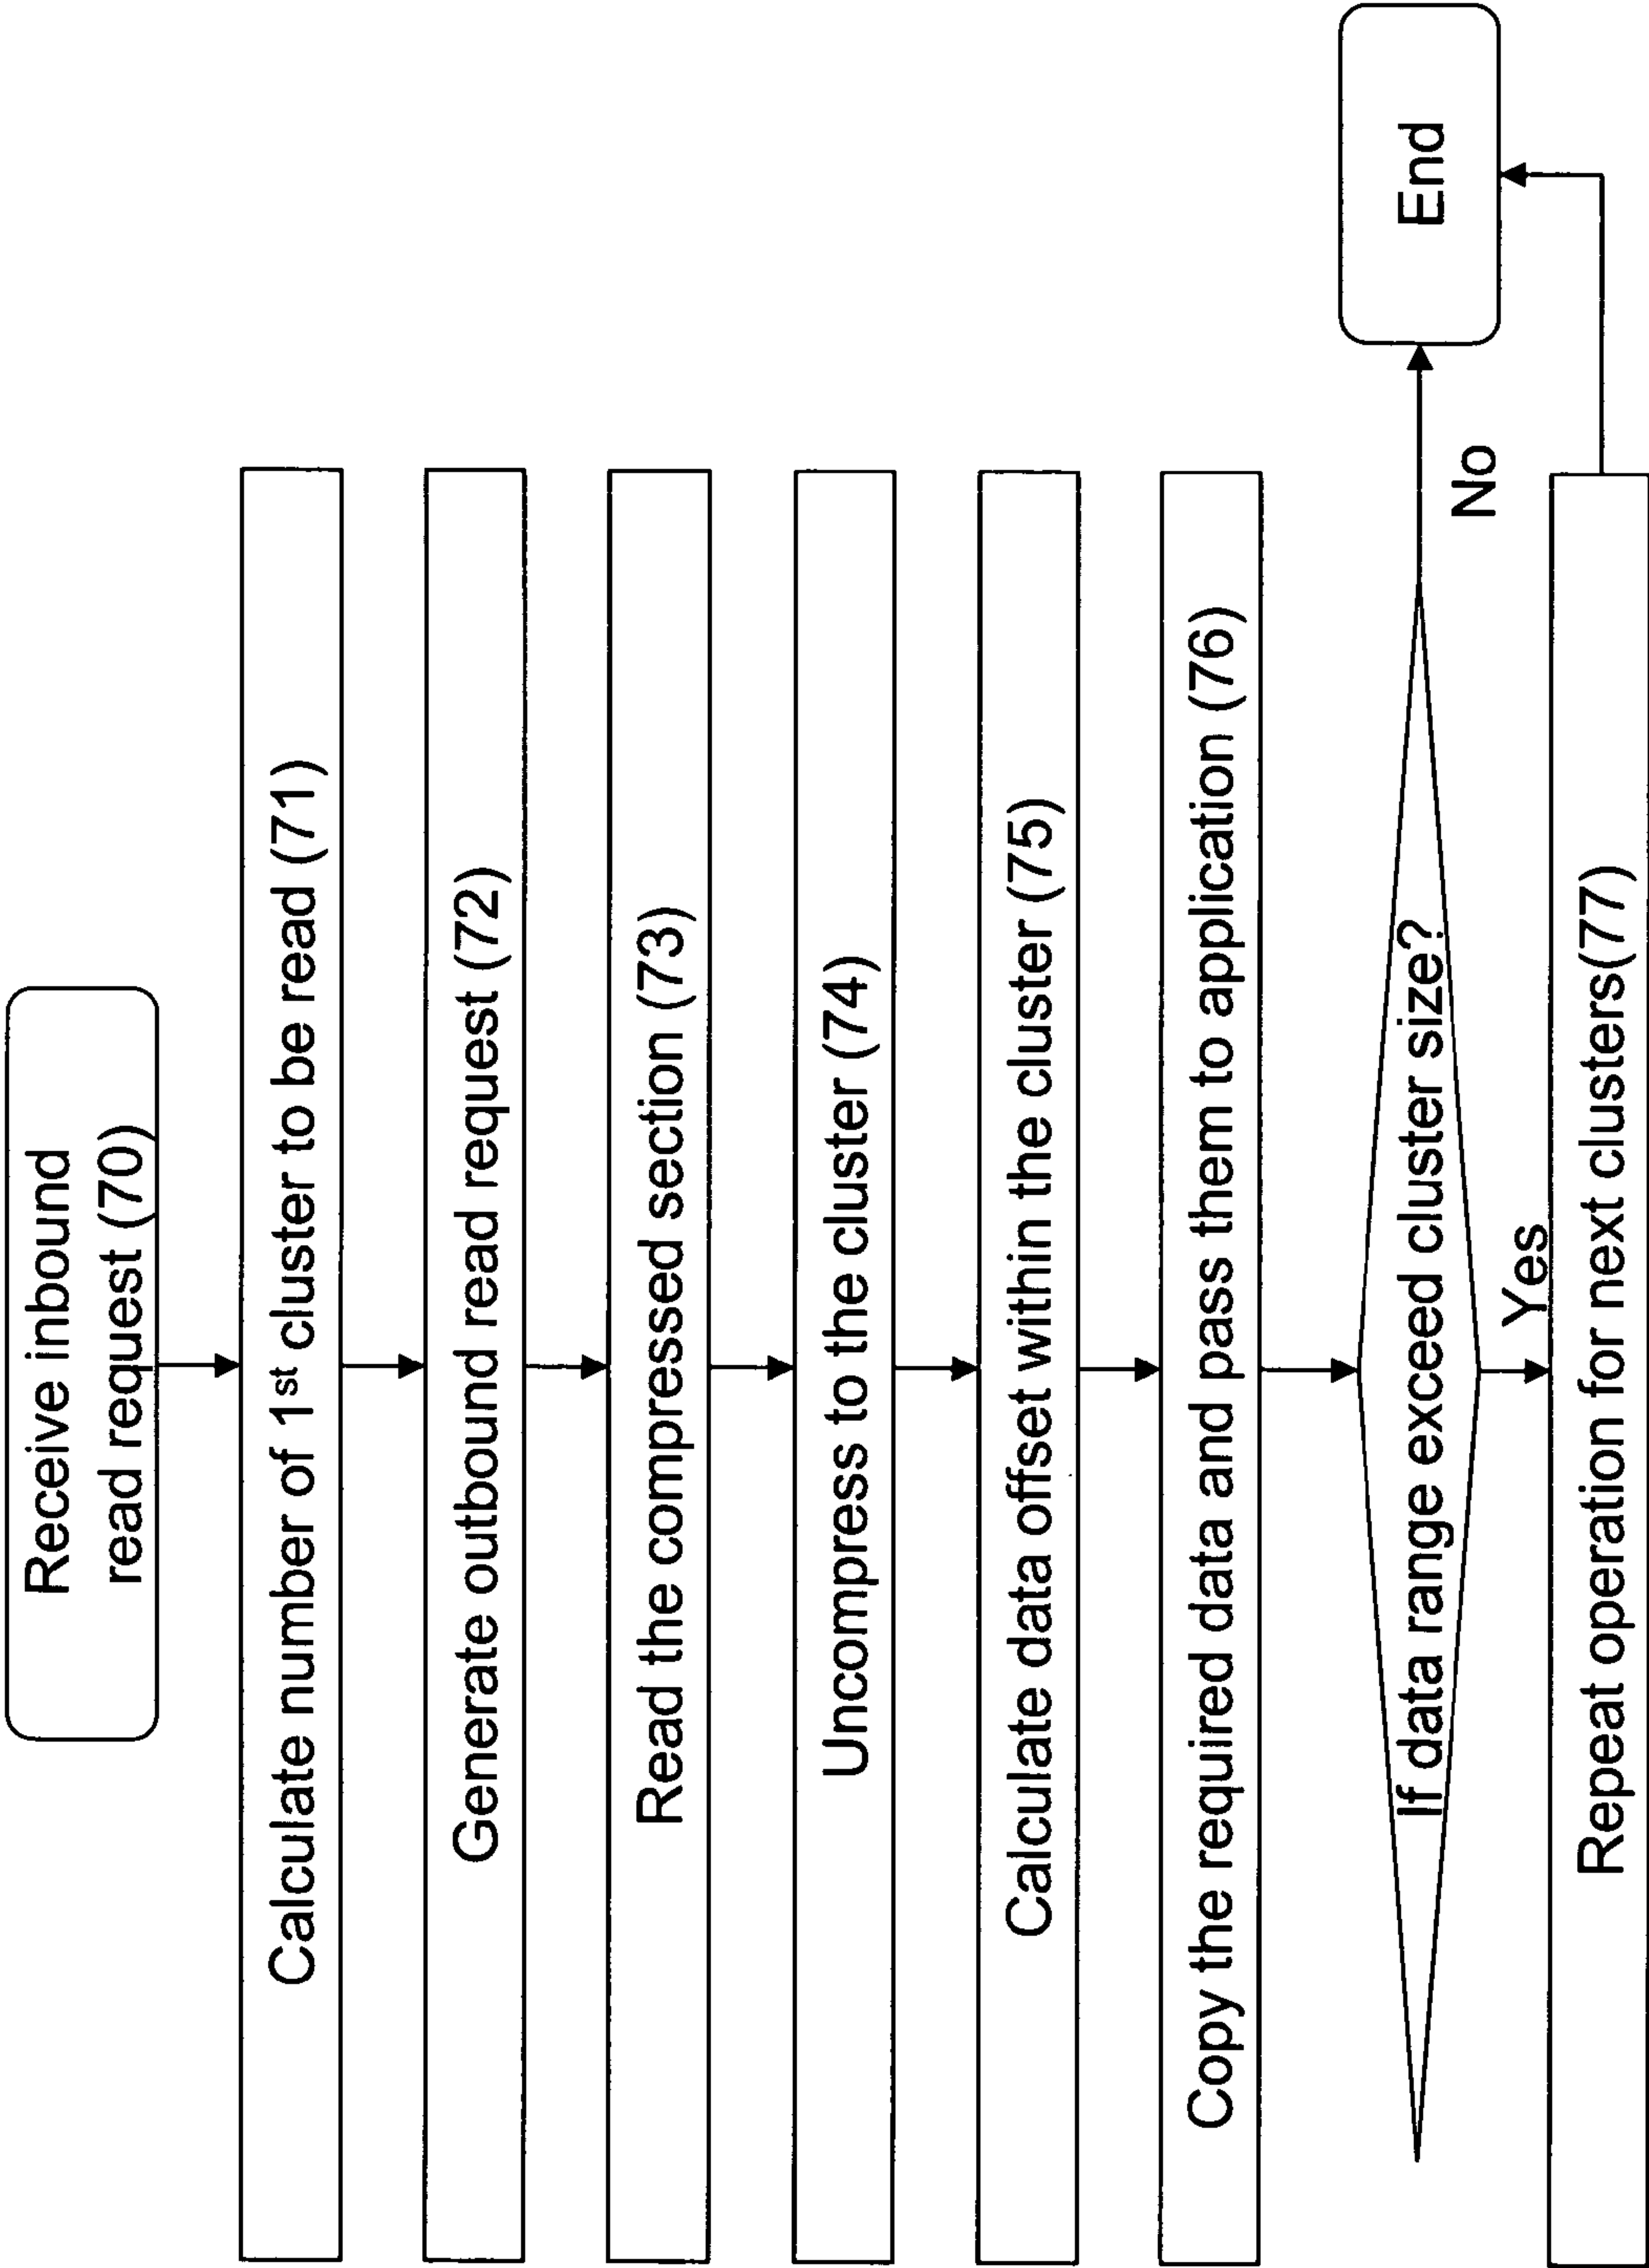 Receive inbound
read request (70)
Calculate number of 1st cluster to be read (71)
Generate outbound read request (72)
Read the compressed section (73)
Uncompress to the cluster (74)
Calculate data offset within the cluster (75)
Copy the required data and pass them to application (76)
If data range exceed cluster size?
No
End
Yes
Repeat operation for next clusters(77)